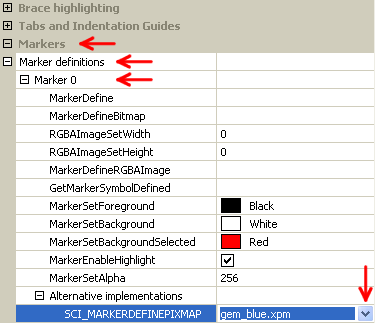 Brace highlighting
Tabs and Indentation Guides
Markers
Marker definitions
Marker 0
MarkerDefine
MarkerDefineBitmap
RGBAImageSetWidth 0
RGBAImageSetHeight 0
MarkerDefineRGBAImage
GetMarkerSymbolDefined
MarkerSetForeground Black
MarkerSetBackground White
MarkerSetBackgroundSelected Red
MarkerEnableHighlight
MarkerSetAlpha 256
Alternative implementations
SCI_MARKERDEFINEPIXMAP gem_blue.xpm